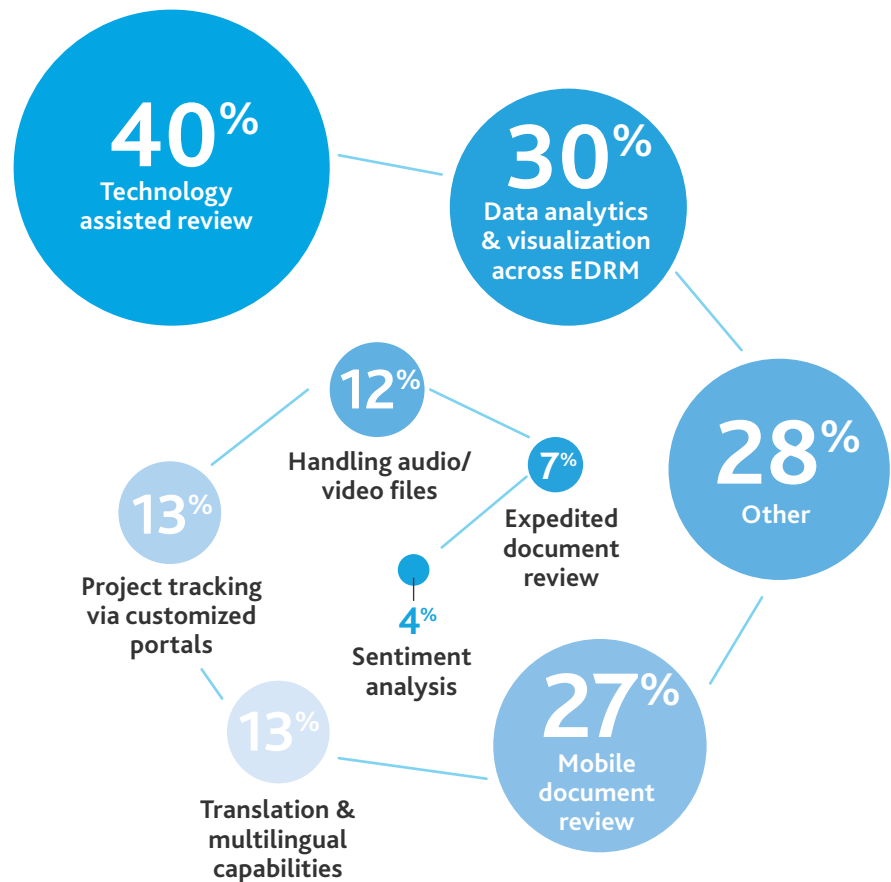 40%
Technology
assisted review
30%
Data analytics
& visualization
across EDRM
28%
Other
27%
Mobile
document
review
13%
Translation &
multilingual
capabilities
13%
Project tracking
via customized
portals
12%
Handling audio/
video files
7%
Expedited
document
review
4%
Sentiment
analysis